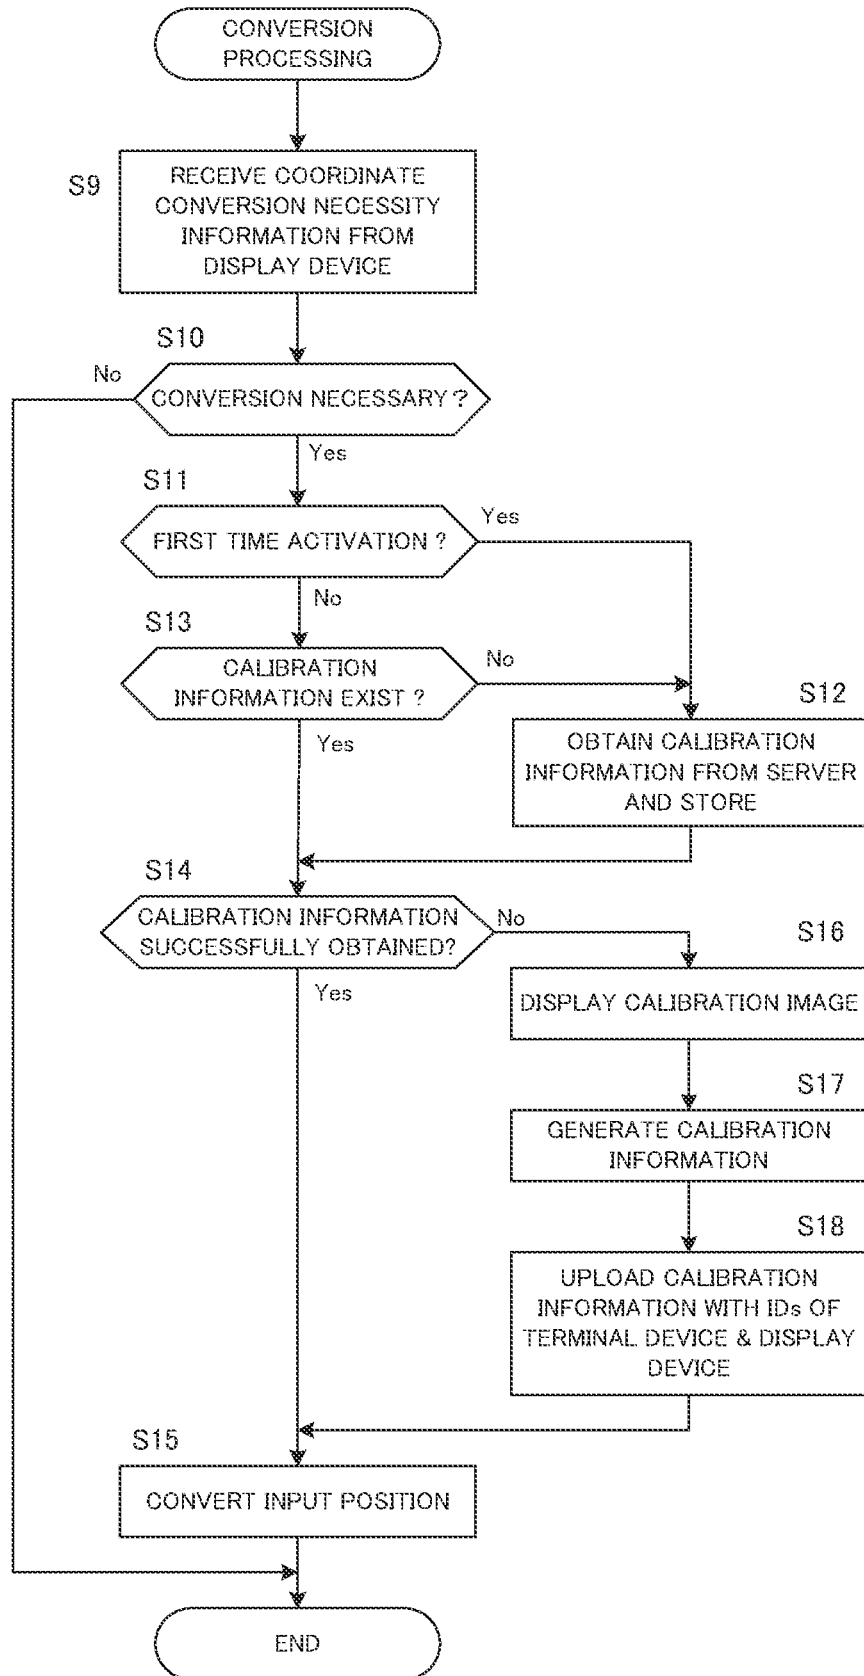 CONVERSION
PROCESSING
S9
RECEIVE COORDINATE
CONVERSION NECESSITY
INFORMATION FROM
DISPLAY DEVICE
S10
No
CONVERSION NECESSARY?
Yes
S11
FIRST TIME ACTIVATION ?
Yes
No
S13
CALIBRATION
INFORMATION EXIST ?
No
Yes
S12
OBTAIN CALIBRATION
INFORMATION FROM SERVER
AND STORE
S14
CALIBRATION INFORMATION
SUCCESSFULLY OBTAINED?
No
Yes
S16
DISPLAY CALIBRATION IMAGE
S17
GENERATE CALIBRATION
INFORMATION
S18
UPLOAD CALIBRATION
INFORMATION WITH IDs OF
TERMINAL DEVICE & DISPLAY
DEVICE
S15
CONVERT INPUT POSITION
END